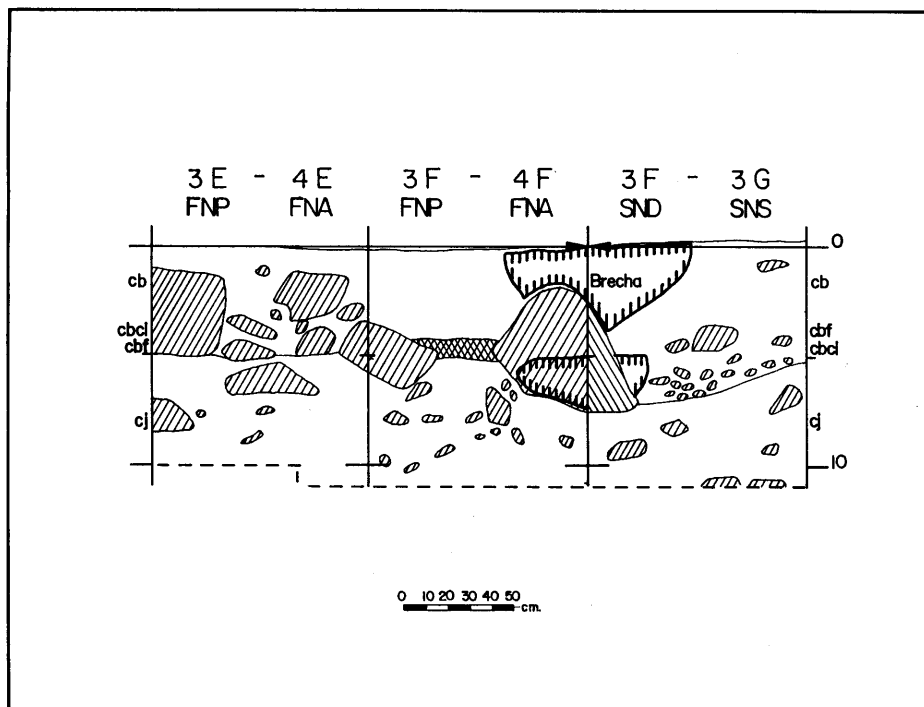 3E - 4E 3F - 4F 3F - 3G
FNP FNA FNP FNA SND SNS
0
Brecha
cb cb
cbcl cbf
cbf cbcl
cj cj
10
0 10 20 30 40 50 cm.